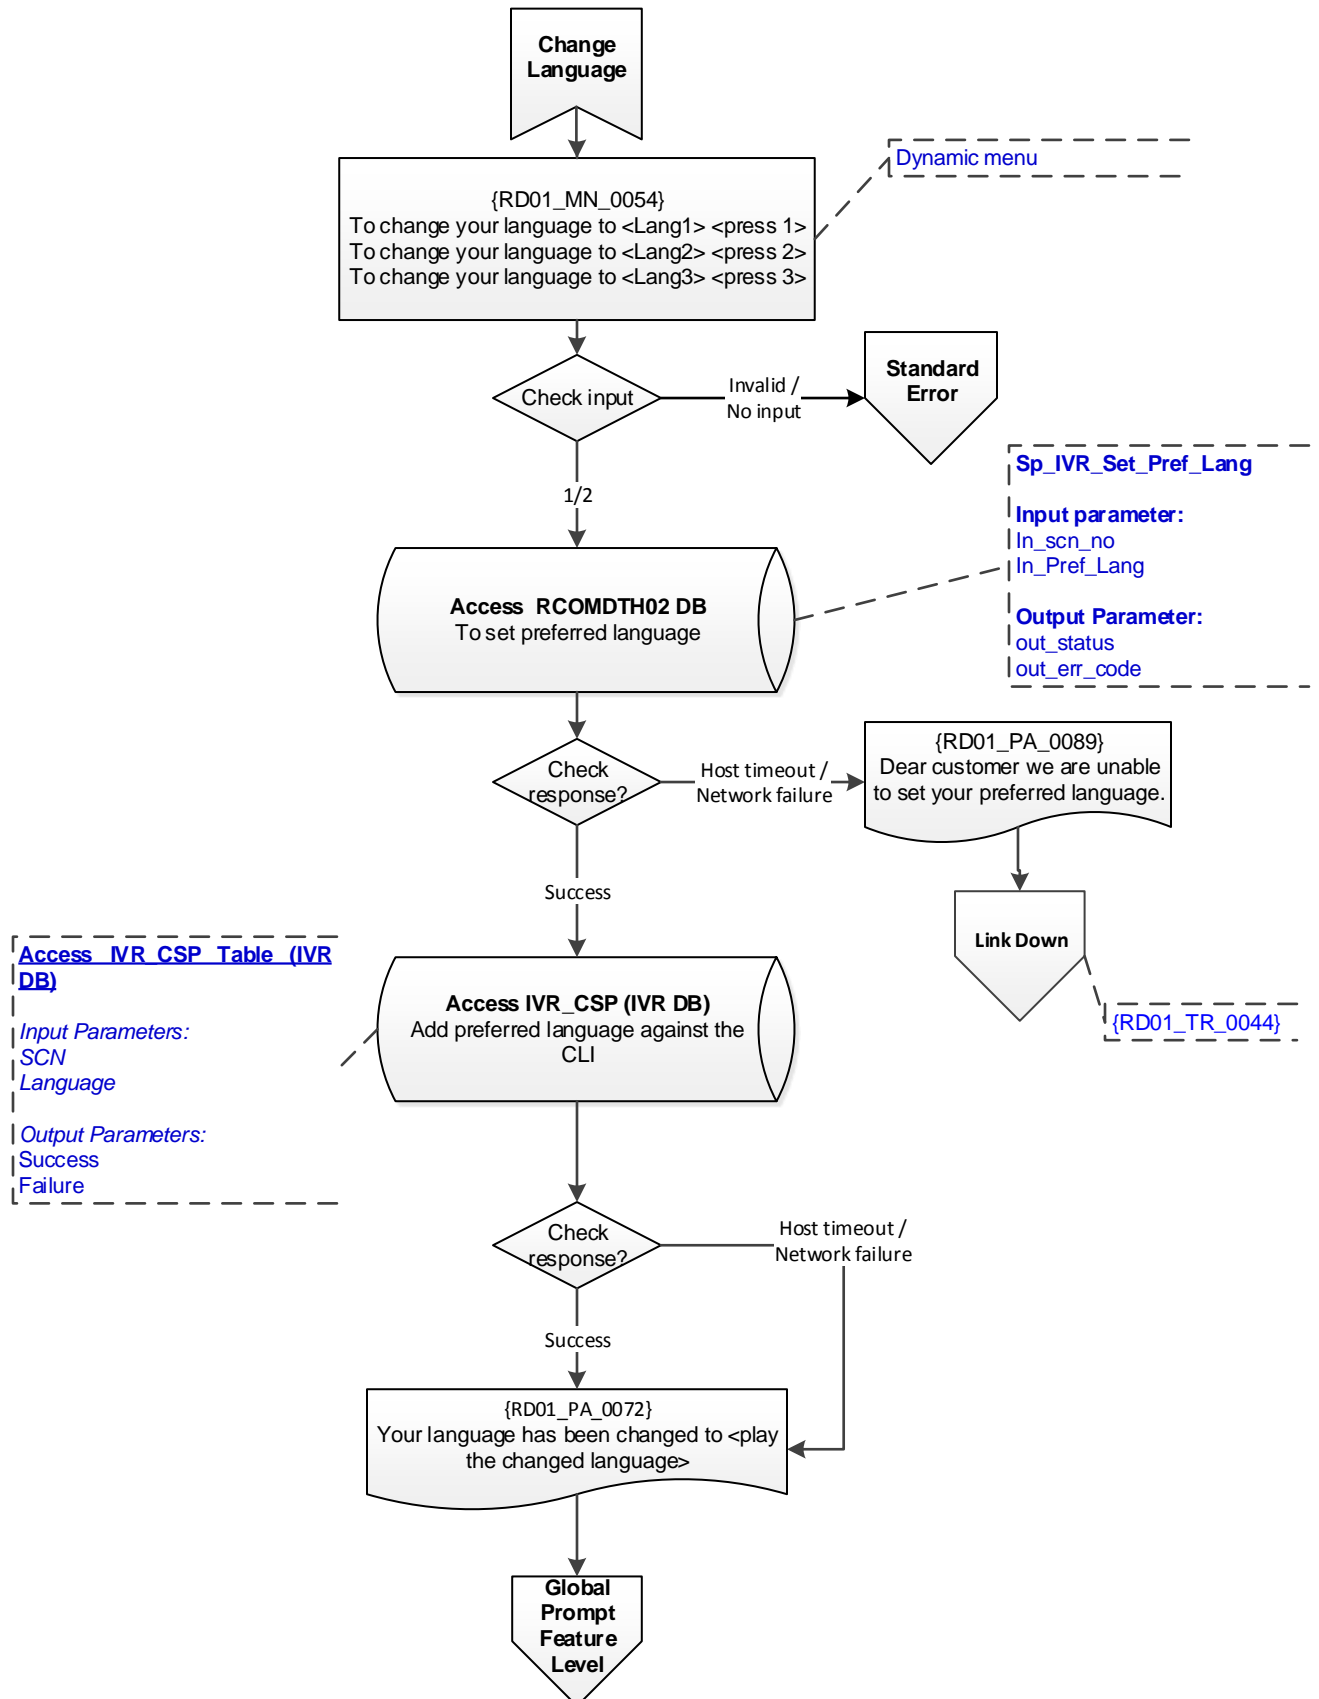 Change
Language
Dynamic menu
{RD01_MN_0054}
To change your language to <Lang1> <press 1>
To change your language to <Lang2> <press 2>
To change your language to <Lang3> <press 3>
Check input
Invalid /
No input
Standard
Error
1/2
Sp_IVR_Set_Pref_Lang
Input parameter:
In_scn_no
In_Pref_Lang
Output Parameter:
out_status
out_err_code
Access RCOMDTH02 DB
To set preferred language
Check
response?
Host timeout /
Network failure
{RD01_PA_0089}
Dear customer we are unable
to set your preferred language.
Success
Link Down
{RD01_TR_0044}
Access IVR_CSP Table (IVR
DB)
Input Parameters:
SCN
Language
Output Parameters:
Success
Failure
Access IVR_CSP (IVR DB)
Add preferred language against the
CLI
Check
response?
Host timeout /
Network failure
Success
{RD01_PA_0072}
Your language has been changed to <play
the changed language>
Global
Prompt
Feature
Level